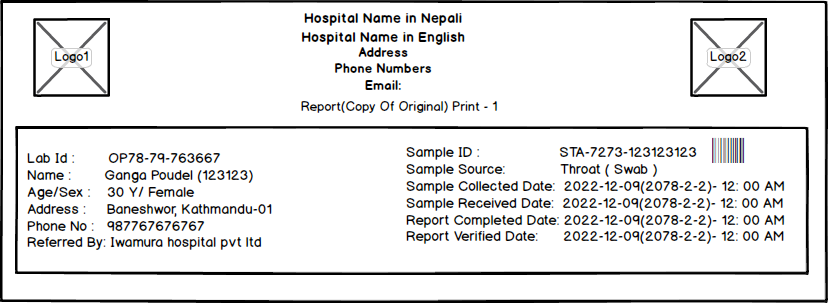 Hospital Name in Nepali
Hospital Name in English
Address
Phone Numbers
Email:
Report(Copy Of Original) Print - 1
Logo1
Logo2
Lab Id : OP78-79-763667
Name : Ganga Poudel (123123)
Age/Sex : 30 Y/ Female
Address : Baneshwor, Kathmandu-01
Phone No : 987767676767
Referred By: Iwamura hospital pvt ltd
Sample ID : STA-7273-123123123
Sample Source: Throat ( Swab )
Sample Collected Date: 2022-12-09(2078-2-2)- 12: 00 AM
Sample Received Date: 2022-12-09(2078-2-2)- 12: 00 AM
Report Completed Date: 2022-12-09(2078-2-2)- 12: 00 AM
Report Verified Date: 2022-12-09(2078-2-2)- 12: 00 AM